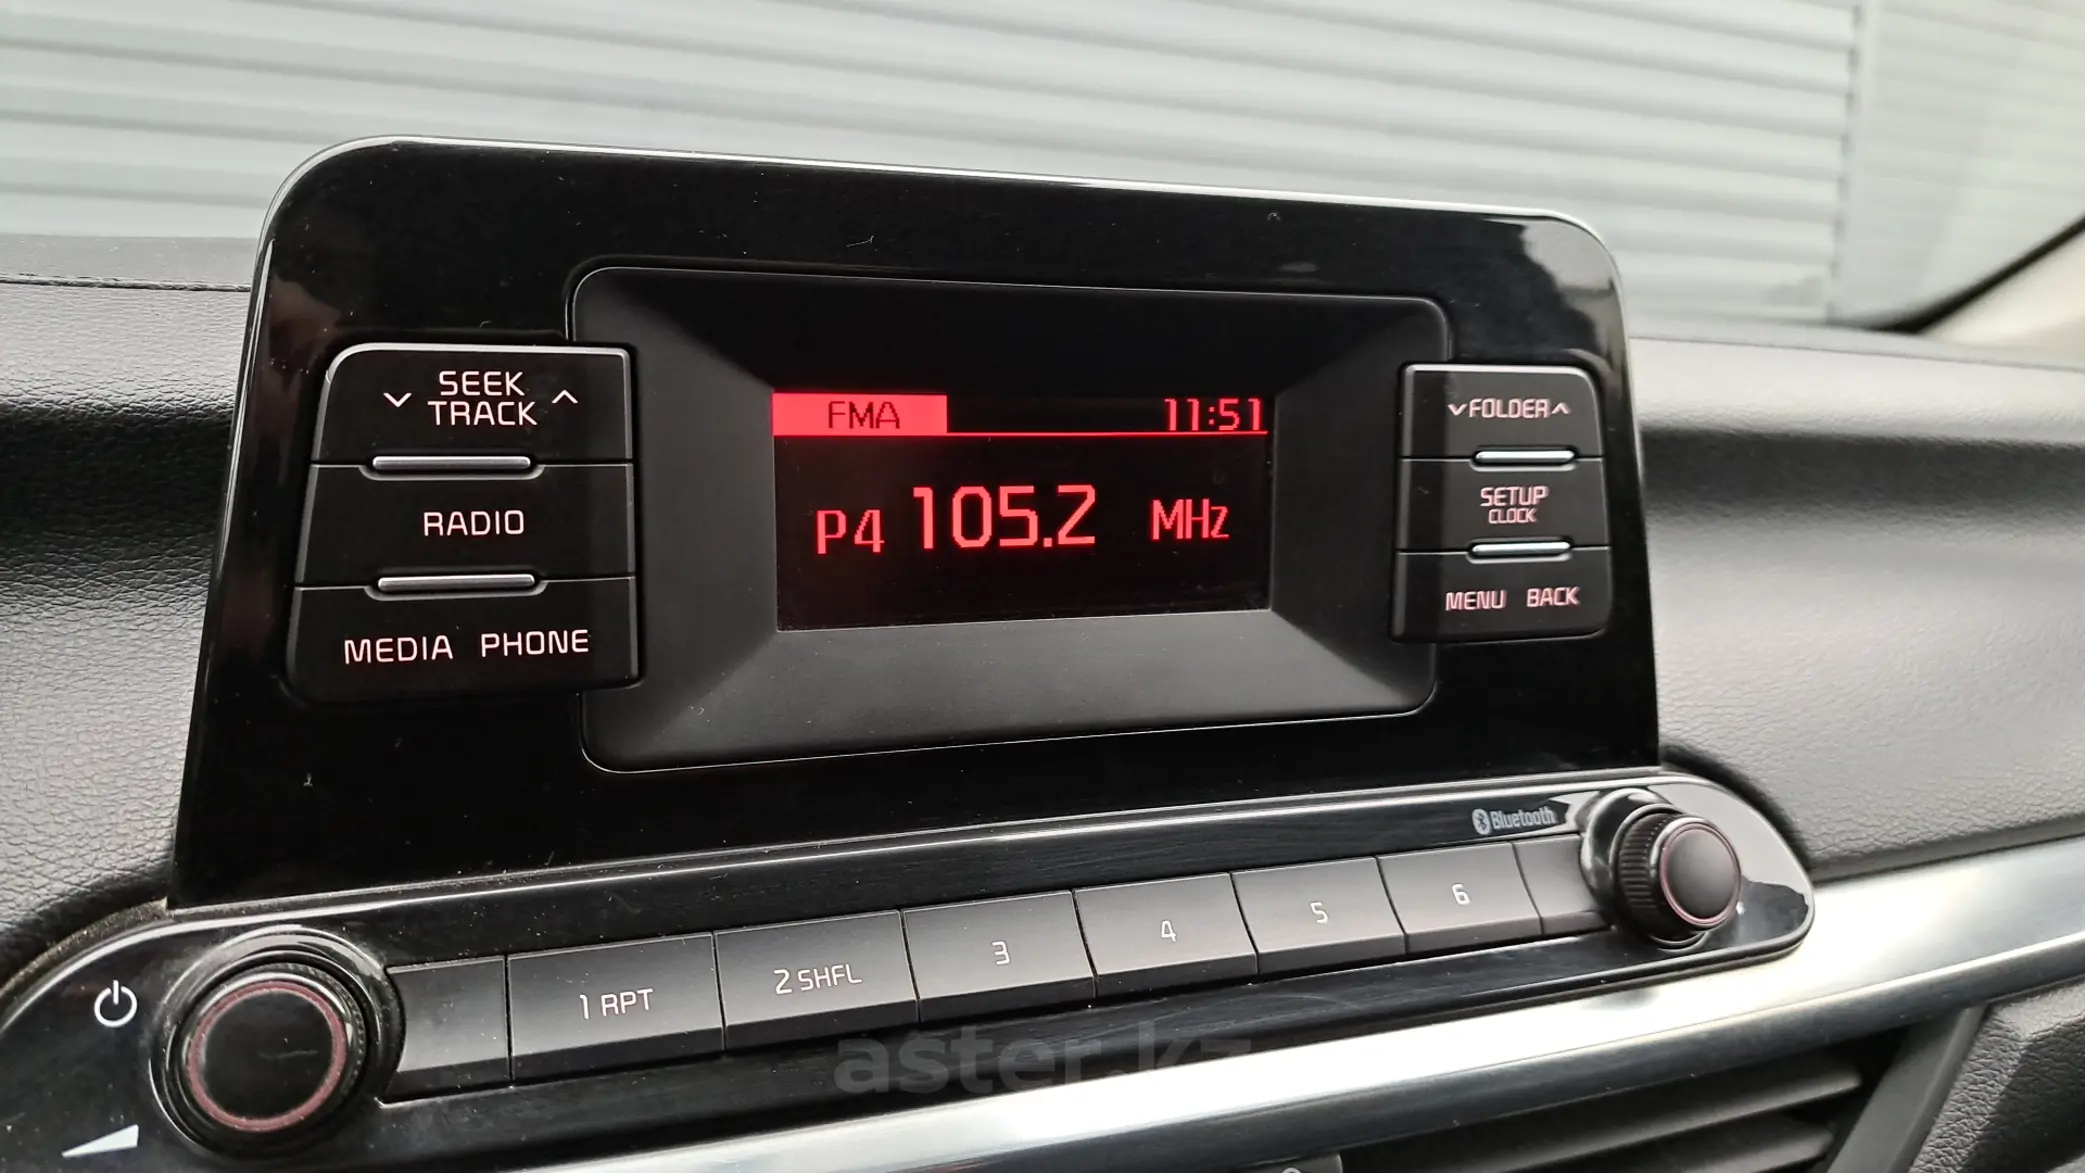 SEEK
TRACK
RADIO
MEDIA PHONE
FMA 11:51
P4 105.2 MHz
FOLDER
SETUP
CLOCK
MENU BACK
Bluetooth
1 RPT 2 SHFL 3 4 5 6
aster.kz